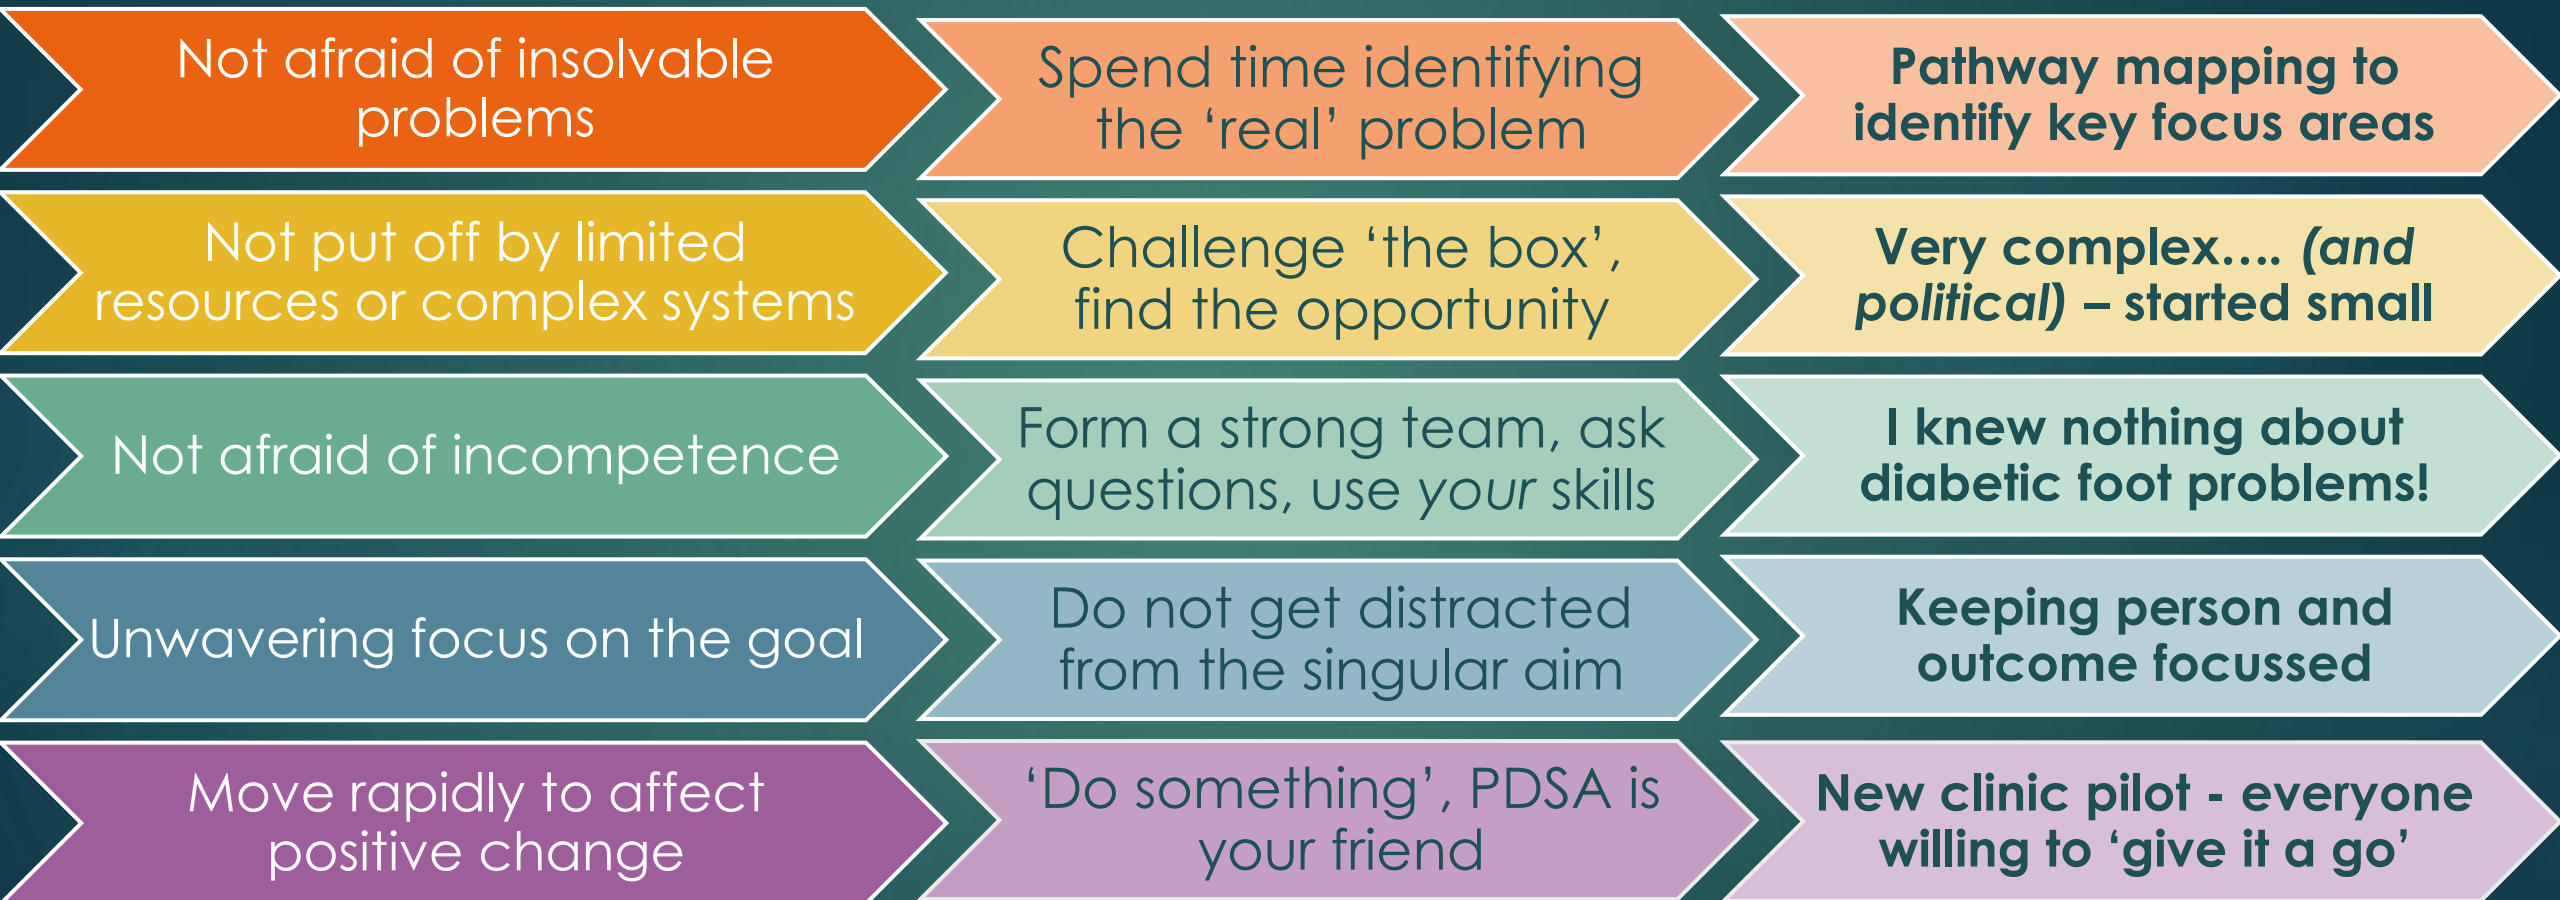 Not afraid of insolvable
problems
Spend time identifying
the ‘real’ problem
Pathway mapping to
identify key focus areas
Not put off by limited
resources or complex systems
Challenge ‘the box’,
find the opportunity
Very complex…. (and
political) – started small
Not afraid of incompetence
Form a strong team, ask
questions, use your skills
I knew nothing about
diabetic foot problems!
Unwavering focus on the goal
Do not get distracted
from the singular aim
Keeping person and
outcome focussed
Move rapidly to affect
positive change
‘Do something’, PDSA is
your friend
New clinic pilot - everyone
willing to ‘give it a go’